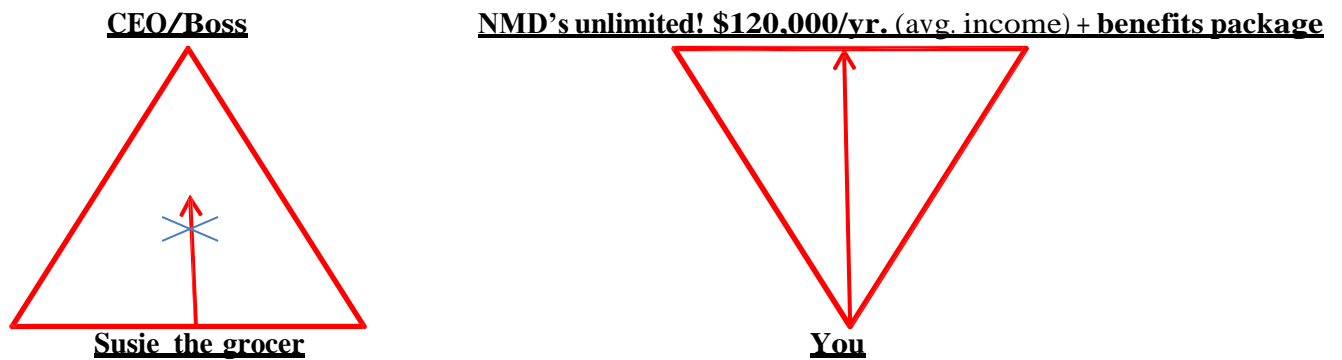 CEO/Boss
NMD’s unlimited! $120,000/yr. (avg. income) + benefits package
Susie the grocer
You